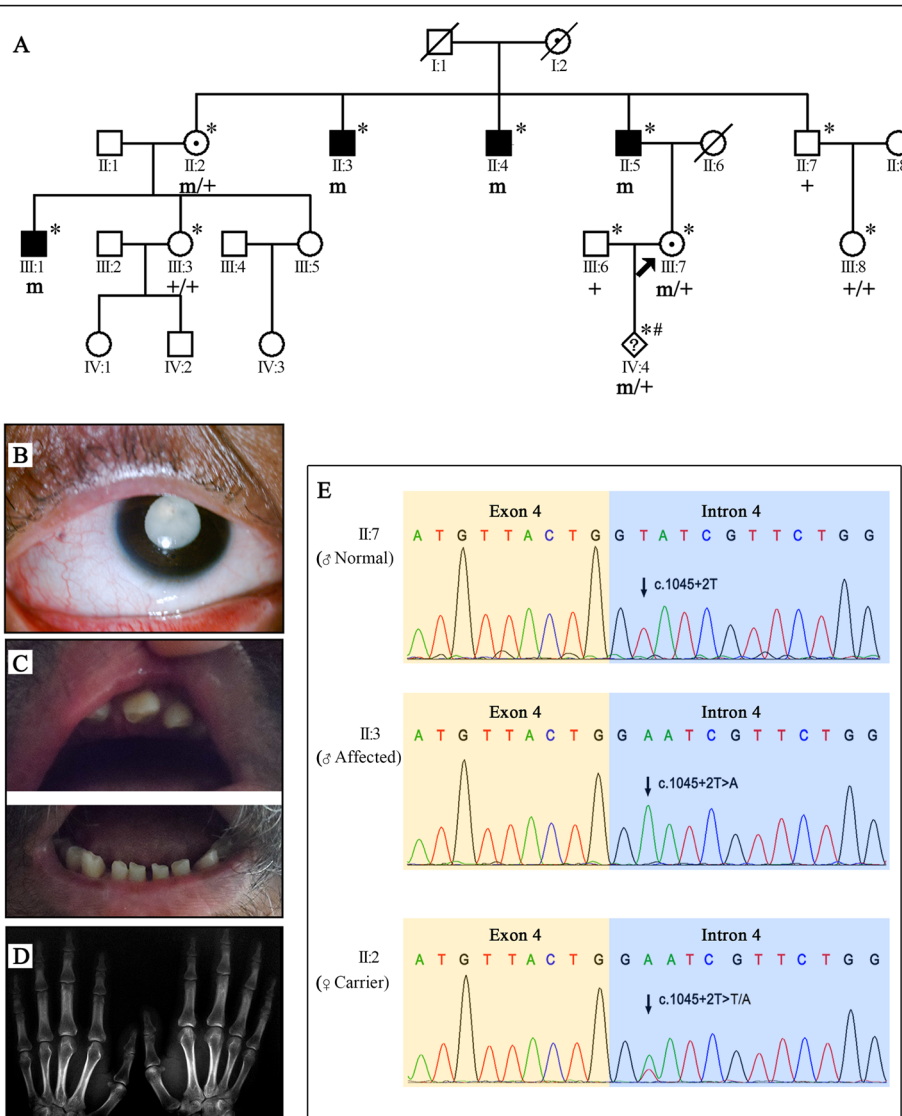 A
I:1 I:2
* * * * *
II:1 II:2 II:3 II:4 II:5 II:6 II:7 II:8
m/+ m m m +
* * * * *
III:1 III:2 III:3 III:4 III:5 III:6 III:7 III:8
m +/+ + m/+ +/+
? *#
IV:1 IV:2 IV:3 IV:4
m/+
B
C
D
E
Exon 4 Intron 4
II:7
(♂ Normal)
A T G T T A C T G G T A T C G T T C T G G
c.1045+2T
Exon 4 Intron 4
II:3
(♂ Affected)
A T G T T A C T G G A A T C G T T C T G G
c.1045+2T>A
Exon 4 Intron 4
II:2
(♀ Carrier)
A T G T T A C T G G A A T C G T T C T G G
c.1045+2T>T/A